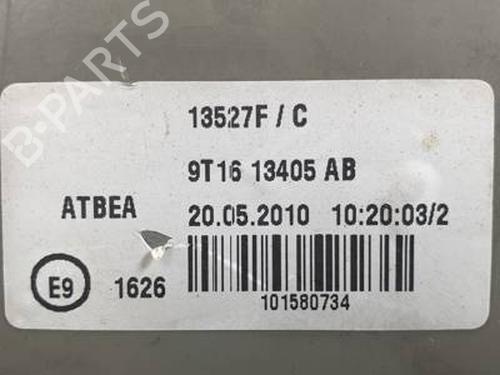 B-PARTS
13527F / C
9T16 13405 AB
ATBEA 20.05.2010 10:20:03/2
E9 1626
101580734